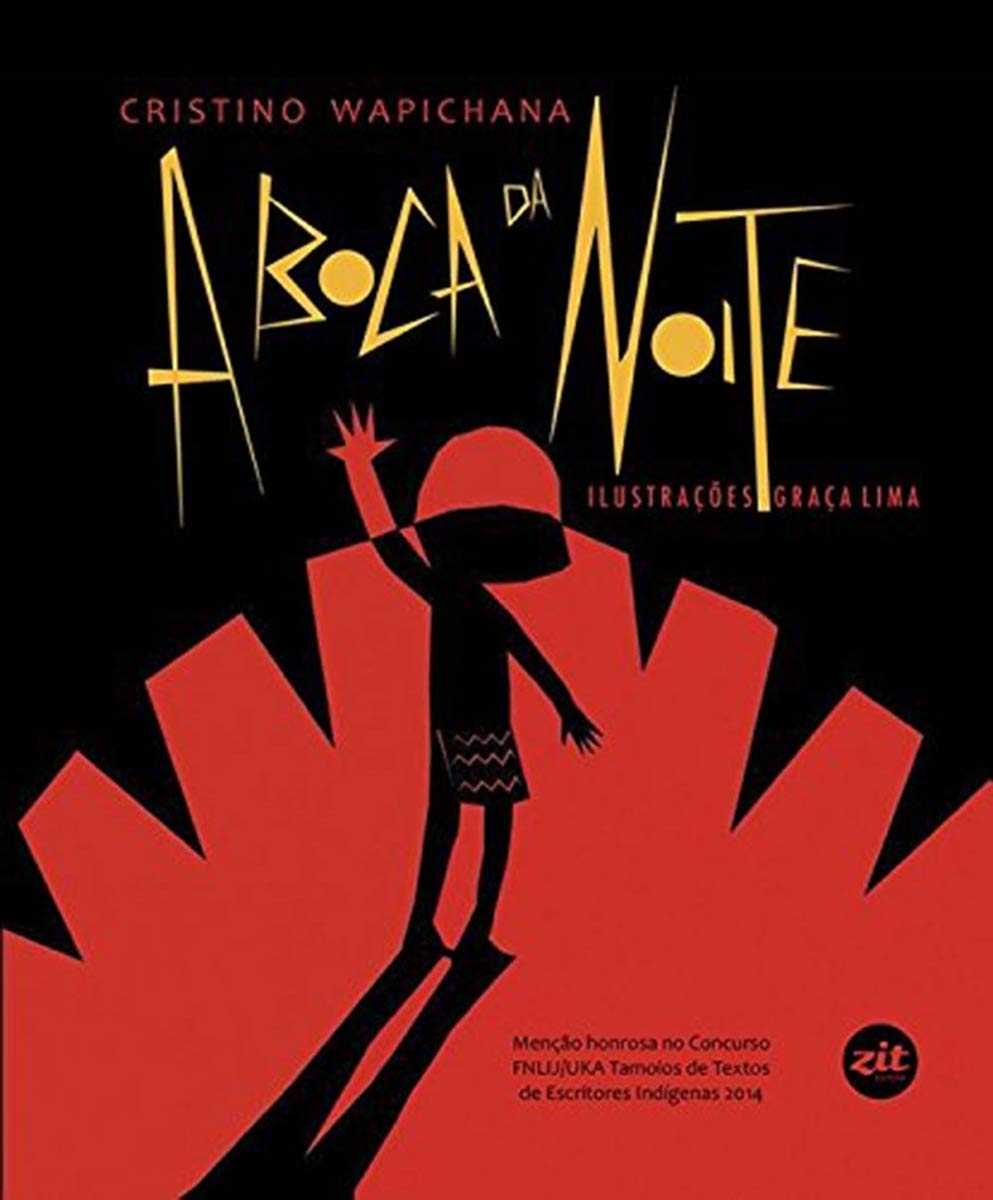 CRISTINO WAPICHANA
A BOCA DA NOITE
ILUSTRAÇÕES GRAÇA LIMA
Menção honrosa no Concurso
FNLIJ/UKA Tamoios de Textos
de Escritores Indígenas 2014
zit